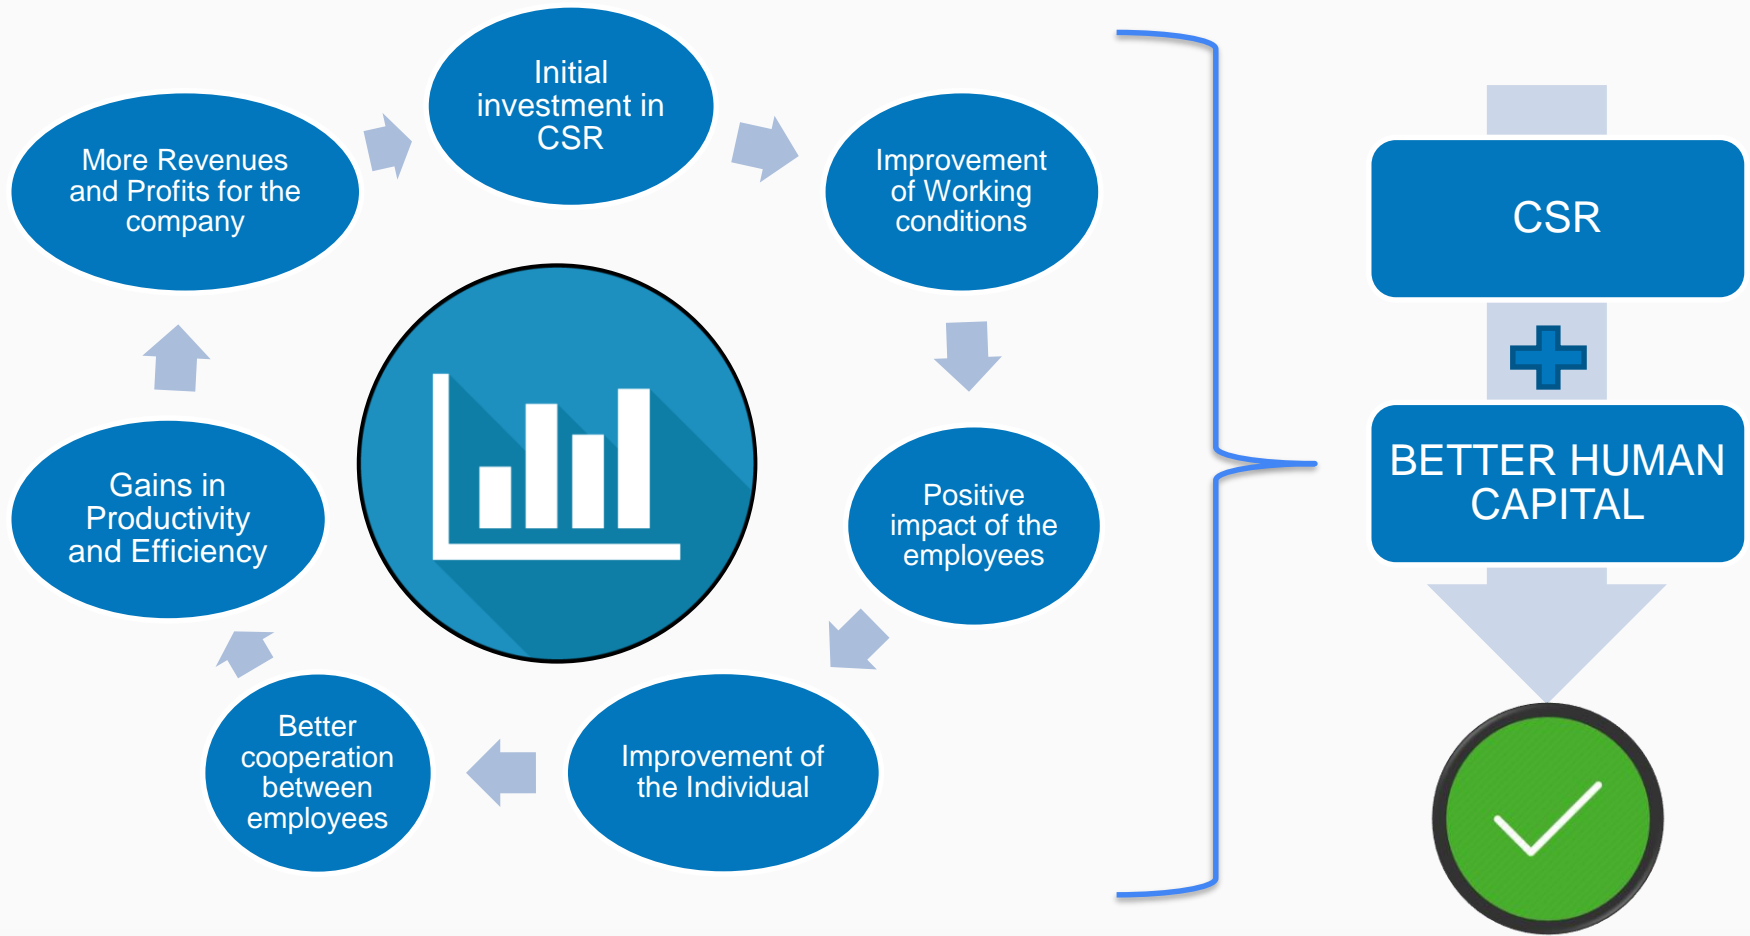 Initial
investment in
CSR
Improvement
of Working
conditions
Positive
impact of the
employees
Improvement of
the Individual
Better
cooperation
between
employees
Gains in
Productivity
and Efficiency
More Revenues
and Profits for the
company
CSR
BETTER HUMAN
CAPITAL